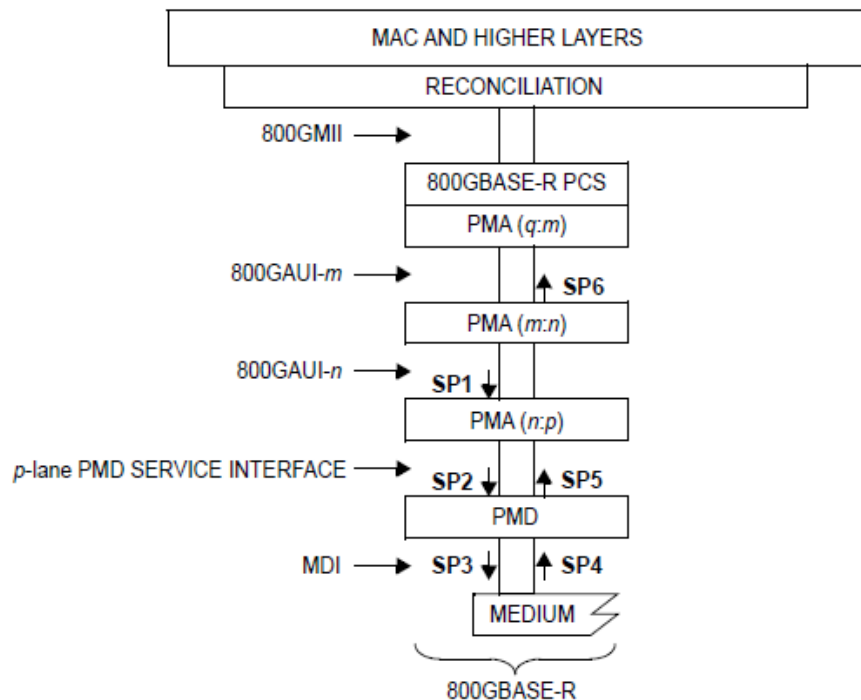 MAC AND HIGHER LAYERS
RECONCILIATION
800GMII
800GBASE-R PCS
PMA (q:m)
800GAUI-m
SP6
PMA (m:n)
800GAUI-n
SP1
PMA (n:p)
p-lane PMD SERVICE INTERFACE
SP2
SP5
PMD
MDI
SP3
SP4
MEDIUM
800GBASE-R